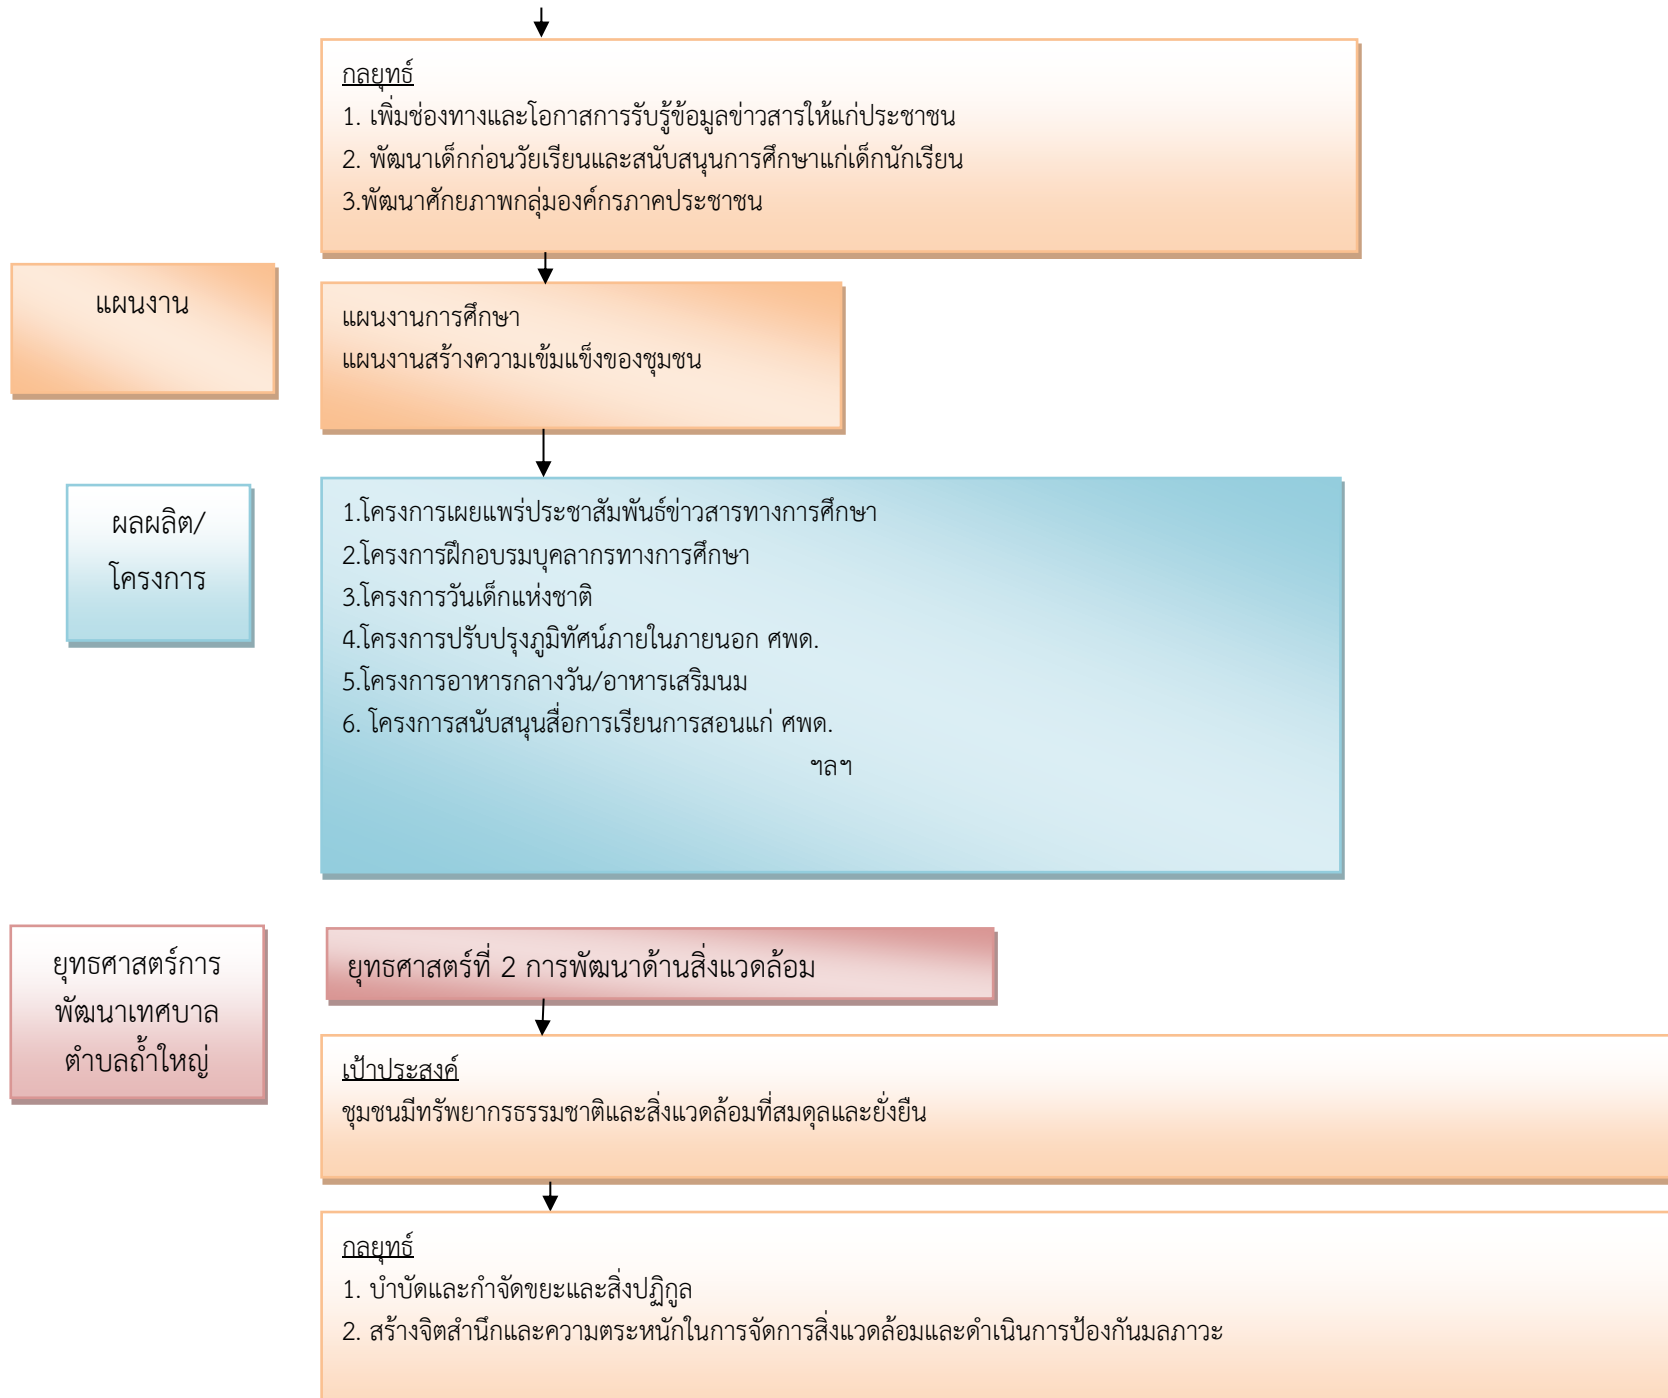 กลยุทธ์
1. เพิ่มช่องทางและโอกาสการรับรู้ข้อมูลข่าวสารให้แก่ประชาชน
2. พัฒนาเด็กก่อนวัยเรียนและสนับสนุนการศึกษาแก่เด็กนักเรียน
3.พัฒนาศักยภาพกลุ่มองค์กรภาคประชาชน
แผนงาน
แผนงานการศึกษา
แผนงานสร้างความเข้มแข็งของชุมชน
ผลผลิต/
โครงการ
1.โครงการเผยแพร่ประชาสัมพันธ์ข่าวสารทางการศึกษา
2.โครงการฝึกอบรมบุคลากรทางการศึกษา
3.โครงการวันเด็กแห่งชาติ
4.โครงการปรับปรุงภูมิทัศน์ภายในภายนอก ศพด.
5.โครงการอาหารกลางวัน/อาหารเสริมนม
6. โครงการสนับสนุนสื่อการเรียนการสอนแก่ ศพด.
ฯลฯ
ยุทธศาสตร์การ
พัฒนาเทศบาล
ตำบลถ้ำใหญ่
ยุทธศาสตร์ที่ 2 การพัฒนาด้านสิ่งแวดล้อม
เป้าประสงค์
ชุมชนมีทรัพยากรธรรมชาติและสิ่งแวดล้อมที่สมดุลและยั่งยืน
กลยุทธ์
1. บำบัดและกำจัดขยะและสิ่งปฏิกูล
2. สร้างจิตสำนึกและความตระหนักในการจัดการสิ่งแวดล้อมและดำเนินการป้องกันมลภาวะ